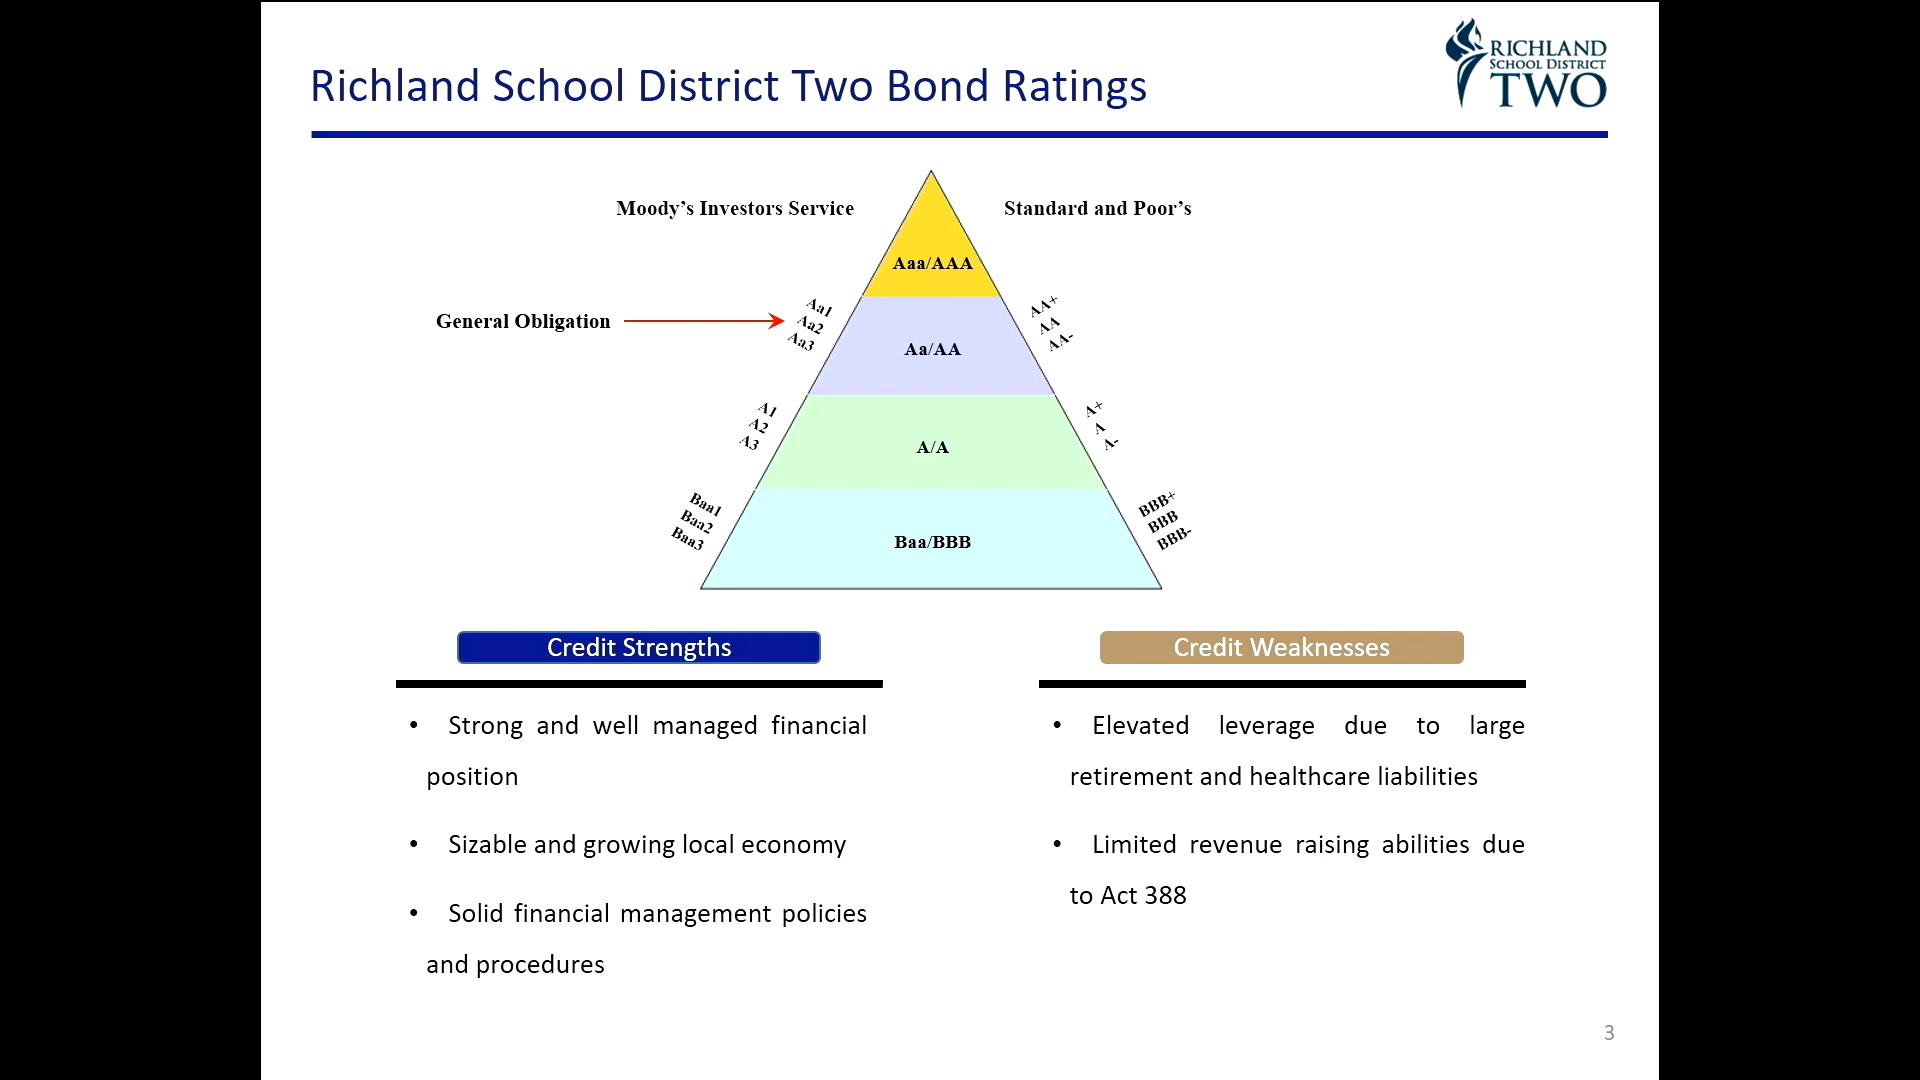 Richland School District Two Bond Ratings
RICHLAND
SCHOOL DISTRICT
TWO
Moody's Investors Service
Standard and Poor's
Aaa/AAA
General Obligation
Aa1
Aa2
Aa3
Aa/AA
AA+
AA
AA-
A1
A2
A3
A/A
A+
A
A-
Baa1
Baa2
Baa3
Baa/BBB
BBB+
BBB
BBB-
Credit Strengths
• Strong and well managed financial
position
• Sizable and growing local economy
• Solid financial management policies
and procedures
Credit Weaknesses
• Elevated leverage due to large
retirement and healthcare liabilities
• Limited revenue raising abilities due
to Act 388
3